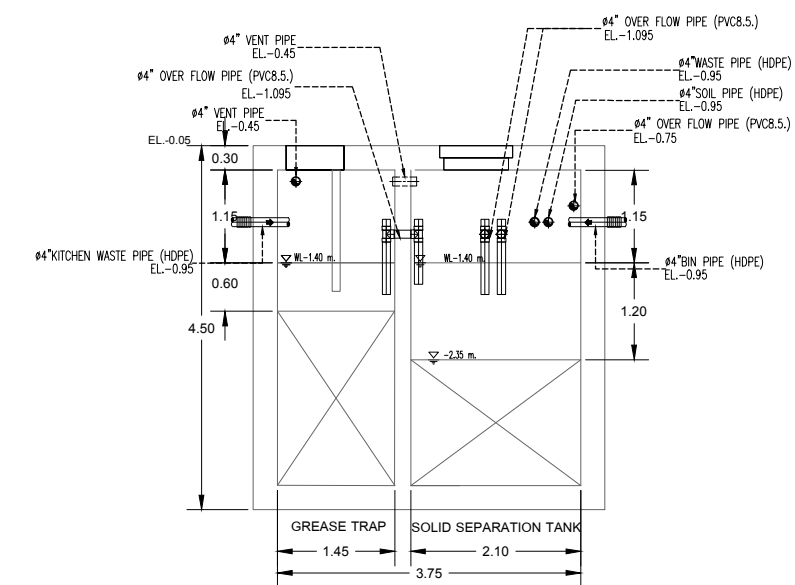 ø4" OVER FLOW PIPE (PVC8.5.)
EL.-1.095
ø4" VENT PIPE
EL.-0.45
ø4" OVER FLOW PIPE (PVC8.5.)
EL.-1.095
ø4" VENT PIPE
EL.-0.45
ø4"WASTE PIPE (HDPE)
EL.-0.95
ø4"SOIL PIPE (HDPE)
EL.-0.95
ø4" OVER FLOW PIPE (PVC8.5.)
EL.-0.75
EL.-0.05
0.30
1.15
1.15
ø4"KITCHEN WASTE PIPE (HDPE)
EL.-0.95
WL-1.40 m.
WL-1.40 m.
ø4"BIN PIPE (HDPE)
EL.-0.95
0.60
1.20
4.50
-2.35 m.
GREASE TRAP
SOLID SEPARATION TANK
1.45
2.10
3.75